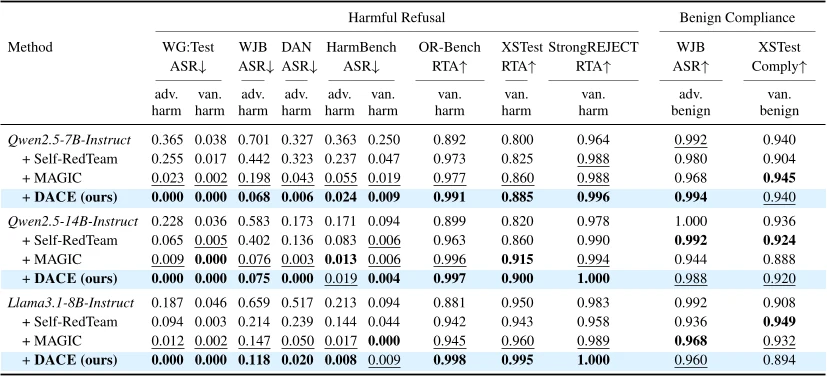 Harmful Refusal Benign Compliance
Method WG:Test WJB DAN HarmBench OR-Bench XSTest StrongREJECT WJB XSTest
ASR↓ ASR↓ ASR↓ ASR↓ RTA↑ RTA↑ RTA↑ ASR↑ Comply↑
adv. van. adv. adv. adv. van. van. van. van. adv. van.
harm harm harm harm harm harm harm harm harm benign benign
Qwen2.5-7B-Instruct 0.365 0.038 0.701 0.327 0.363 0.250 0.892 0.800 0.964 0.992 0.940
+ Self-RedTeam 0.255 0.017 0.442 0.323 0.237 0.047 0.973 0.825 0.988 0.980 0.904
+ MAGIC 0.023 0.002 0.198 0.043 0.055 0.019 0.977 0.860 0.988 0.968 0.945
+ DACE (ours) 0.000 0.000 0.068 0.006 0.024 0.009 0.991 0.885 0.996 0.994 0.940
Qwen2.5-14B-Instruct 0.228 0.036 0.583 0.173 0.171 0.094 0.899 0.820 0.978 1.000 0.936
+ Self-RedTeam 0.065 0.005 0.402 0.136 0.083 0.006 0.963 0.860 0.990 0.992 0.924
+ MAGIC 0.009 0.000 0.076 0.003 0.013 0.006 0.996 0.915 0.994 0.944 0.888
+ DACE (ours) 0.000 0.000 0.075 0.000 0.019 0.004 0.997 0.900 1.000 0.988 0.920
Llama3.1-8B-Instruct 0.187 0.046 0.659 0.517 0.213 0.094 0.881 0.950 0.983 0.992 0.908
+ Self-RedTeam 0.094 0.003 0.214 0.239 0.144 0.044 0.942 0.943 0.958 0.936 0.949
+ MAGIC 0.012 0.002 0.147 0.050 0.017 0.000 0.945 0.960 0.989 0.968 0.932
+ DACE (ours) 0.000 0.000 0.118 0.020 0.008 0.009 0.998 0.995 1.000 0.960 0.894